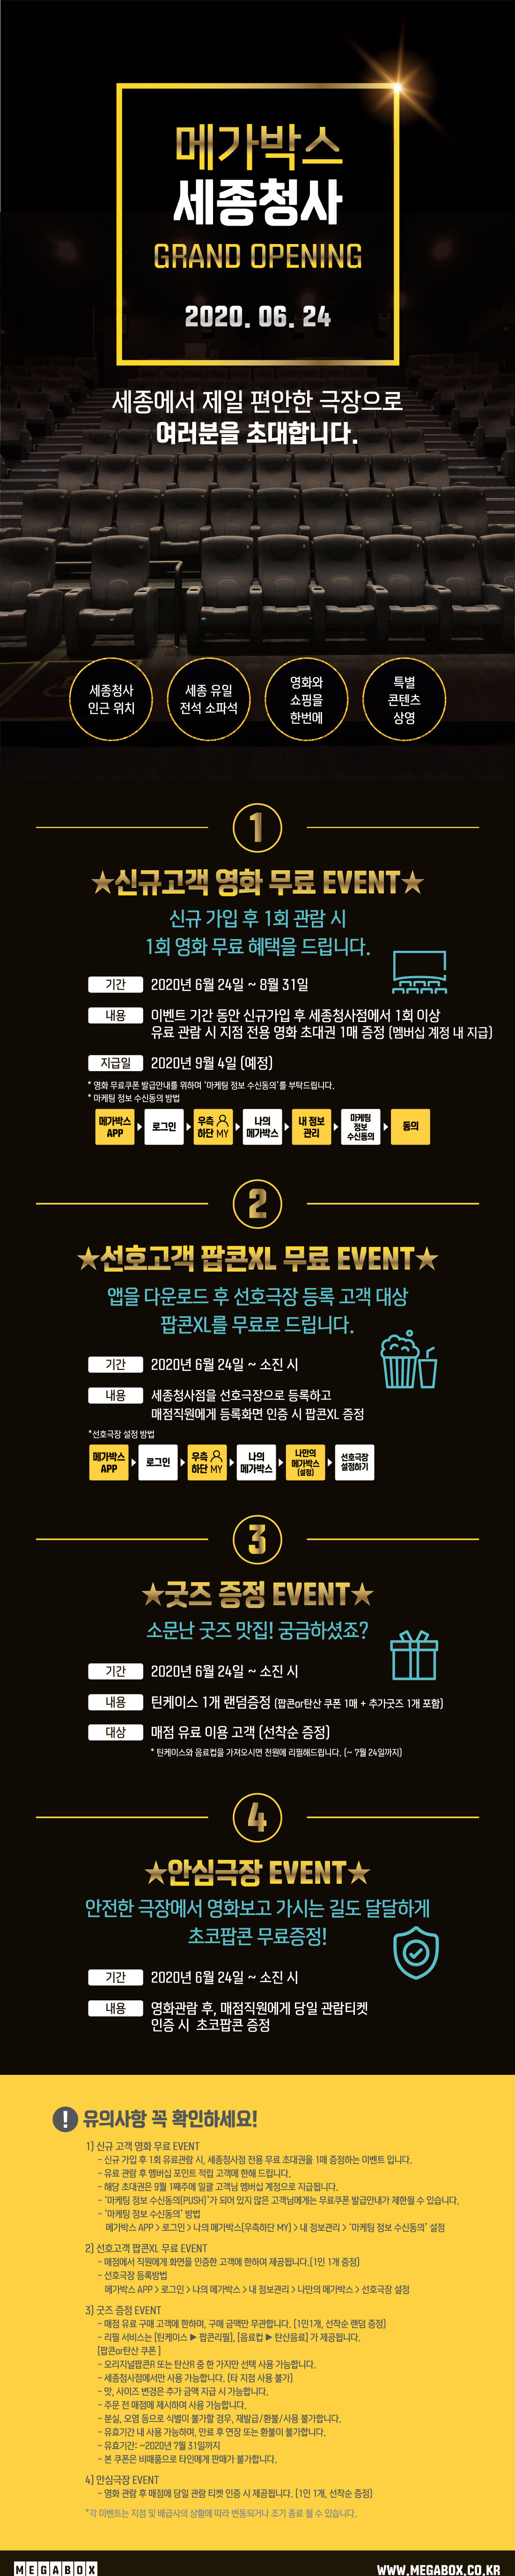 메가박스
세종청사
GRAND OPENING
2020. 06. 24
세종에서 제일 편안한 극장으로
여러분을 초대합니다.
세종청사
인근 위치
세종 유일
전석 소파석
영화와
쇼핑을
한번에
특별
콘텐츠
상영
1
★신규고객 영화 무료 EVENT★
신규 가입 후 1회 관람 시
1회 영화 무료 혜택을 드립니다.
기간 2020년 6월 24일 ~ 8월 31일
내용 이벤트 기간 동안 신규가입 후 세종청사점에서 1회 이상
유료 관람 시 지점 전용 영화 초대권 1매 증정 (멤버십 계정 내 지급)
지급일 2020년 9월 4일 (예정)
* 영화 무료쿠폰 발급안내를 위하여 '마케팅 정보 수신동의'를 부탁드립니다.
* 마케팅 정보 수신동의 방법
메가박스
APP
로그인
우측
하단 MY
나의
메가박스
내 정보
관리
마케팅
정보
수신동의
동의
2
★선호고객 팝콘XL 무료 EVENT★
앱을 다운로드 후 선호극장 등록 고객 대상
팝콘XL를 무료로 드립니다.
기간 2020년 6월 24일 ~ 소진 시
내용 세종청사점을 선호극장으로 등록하고
매점직원에게 등록화면 인증 시 팝콘XL 증정
*선호극장 설정 방법
메가박스
APP
로그인
우측
하단 MY
나의
메가박스
나만의
메가박스
(설정)
선호극장
설정하기
3
★굿즈 증정 EVENT★
소문난 굿즈 맛집! 궁금하셨죠?
기간 2020년 6월 24일 ~ 소진 시
내용 틴케이스 1개 랜덤증정 (팝콘or탄산 쿠폰 1매 + 추가굿즈 1개 포함)
대상 매점 유료 이용 고객 (선착순 증정)
* 틴케이스와 음료컵을 가져오시면 천원에 리필해드립니다. (~ 7월 24일까지)
4
★안심극장 EVENT★
안전한 극장에서 영화보고 가시는 길도 달달하게
초코팝콘 무료증정!
기간 2020년 6월 24일 ~ 소진 시
내용 영화관람 후, 매점직원에게 당일 관람티켓
인증 시 초코팝콘 증정
! 유의사항 꼭 확인하세요!
1) 신규 고객 영화 무료 EVENT
- 신규 가입 후 1회 유료관람 시, 세종청사점 전용 무료 초대권을 1매 증정하는 이벤트 입니다.
- 유료 관람 후 멤버십 포인트 적립 고객에 한해 드립니다.
- 해당 초대권은 9월 1째주에 일괄 고객님 멤버십 계정으로 지급됩니다.
- '마케팅 정보 수신동의(PUSH)'가 되어 있지 않은 고객님에게는 무료쿠폰 발급안내가 제한될 수 있습니다.
- '마케팅 정보 수신동의' 방법
메가박스 APP > 로그인 > 나의 메가박스(우측하단 MY) > 내 정보관리 > '마케팅 정보 수신동의' 설정
2) 선호고객 팝콘XL 무료 EVENT
- 매점에서 직원에게 화면을 인증한 고객에 한하여 제공됩니다.(1인 1개 증정)
- 선호극장 등록방법
메가박스 APP > 로그인 > 나의 메가박스 > 내 정보관리 > 나만의 메가박스 > 선호극장 설정
3) 굿즈 증정 EVENT
- 매점 유료 구매 고객에 한하며, 구매 금액만 무관합니다. (1인1개, 선착순 랜덤 증정)
- 리필 서비스는 [틴케이스 ▶ 팝콘리필], [음료컵 ▶ 탄산음료] 가 제공됩니다.
[팝콘or탄산 쿠폰 ]
- 오리지널팝콘R 또는 탄산R 중 한 가지만 선택 사용 가능합니다.
- 세종청사점에서만 사용 가능합니다. (타 지점 사용 불가)
- 맛, 사이즈 변경은 추가 금액 지급 시 가능합니다.
- 주문 전 매점에 제시하여 사용 가능합니다.
- 분실, 오염 등으로 식별이 불가할 경우, 재발급/환불/사용 불가합니다.
- 유효기간 내 사용 가능하며, 만료 후 연장 또는 환불이 불가합니다.
- 유효기간: ~2020년 7월 31일까지
- 본 쿠폰은 비매품으로 타인에게 판매가 불가합니다.
4) 안심극장 EVENT
- 영화 관람 후 매점에 당일 관람 티켓 인증 시 제공됩니다. (1인 1개, 선착순 증정)
*각 이벤트는 지점 및 배급사의 상황에 따라 변동되거나 조기 종료 될 수 있습니다.
MEGABOX
WWW.MEGABOX.CO.KR